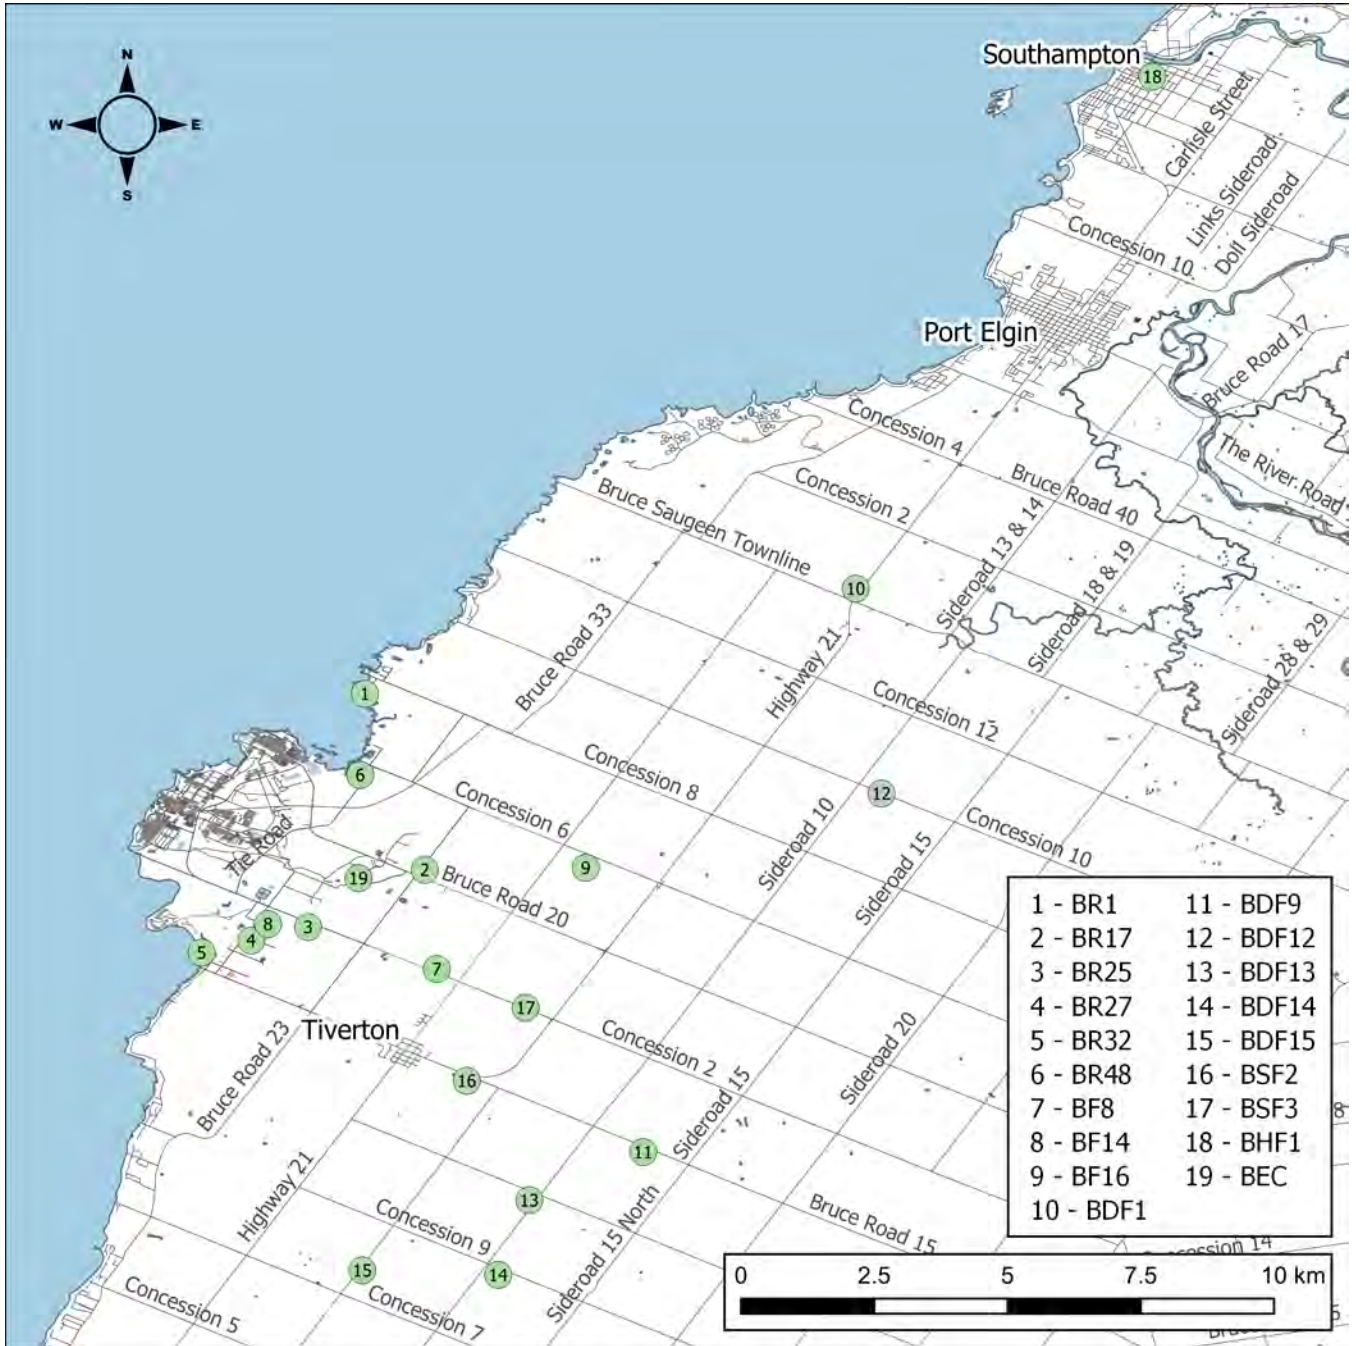 Southampton
18
N
W
E
S
Carlisle Street
Links Sideroad
Doll Sideroad
Concession 10
Port Elgin
Bruce Road 17
Concession 4
The River Road
Bruce Road 40
Concession 2
Bruce Saugeen Townline
Sideroad 13 & 14
Sideroad 18 & 19
10
Bruce Road 33
Highway 21
Sideroad 28 & 29
1
Concession 12
Concession 8
6
12
Concession 6
Sideroad 10
Concession 10
Tie Road
Sideroad 15
19
2
9
Bruce Road 20
8
3
4
5
7
17
Tiverton
Concession 2
Bruce Road 23
Sideroad 20
16
Sideroad 15
11
Highway 21
13
Sideroad 15 North
Concession 9
Bruce Road 15
15
14
Concession 7
Concession 5
1 - BR1
2 - BR17
3 - BR25
4 - BR27
5 - BR32
6 - BR48
7 - BF8
8 - BF14
9 - BF16
10 - BDF1
11 - BDF9
12 - BDF12
13 - BDF13
14 - BDF14
15 - BDF15
16 - BSF2
17 - BSF3
18 - BHF1
19 - BEC
8
Concession 14
0 2.5 5 7.5 10 km